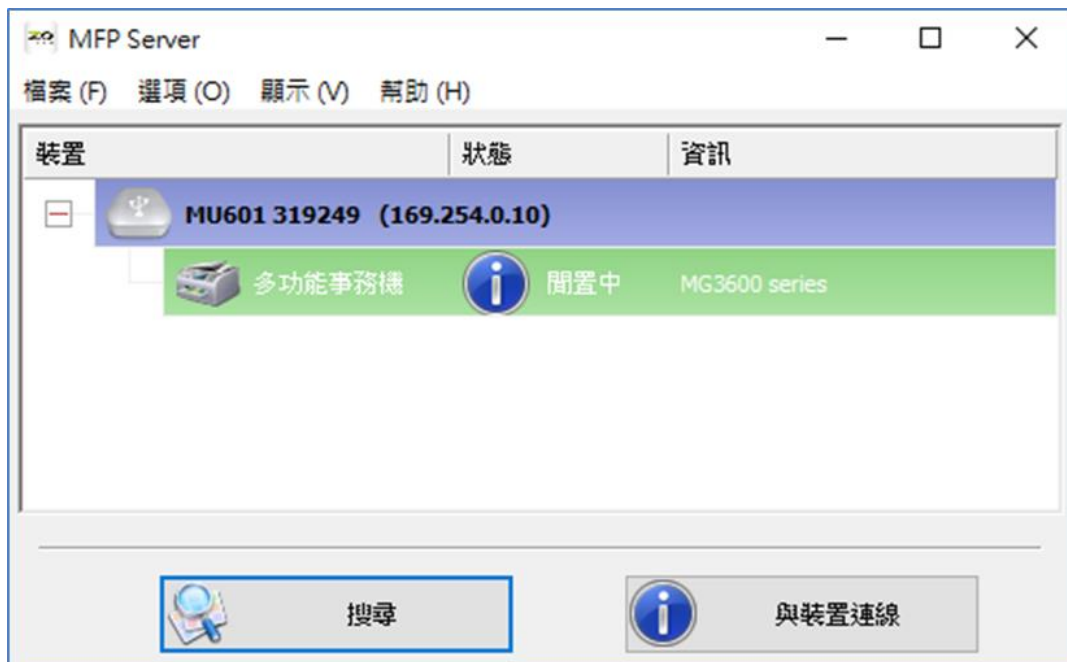 MFP Server
檔案 (F) 選項 (O) 顯示 (V) 幫助 (H)
裝置 狀態 資訊
MU601 319249 (169.254.0.10)
多功能事務機 閒置中 MG3600 series
搜尋 與裝置連線